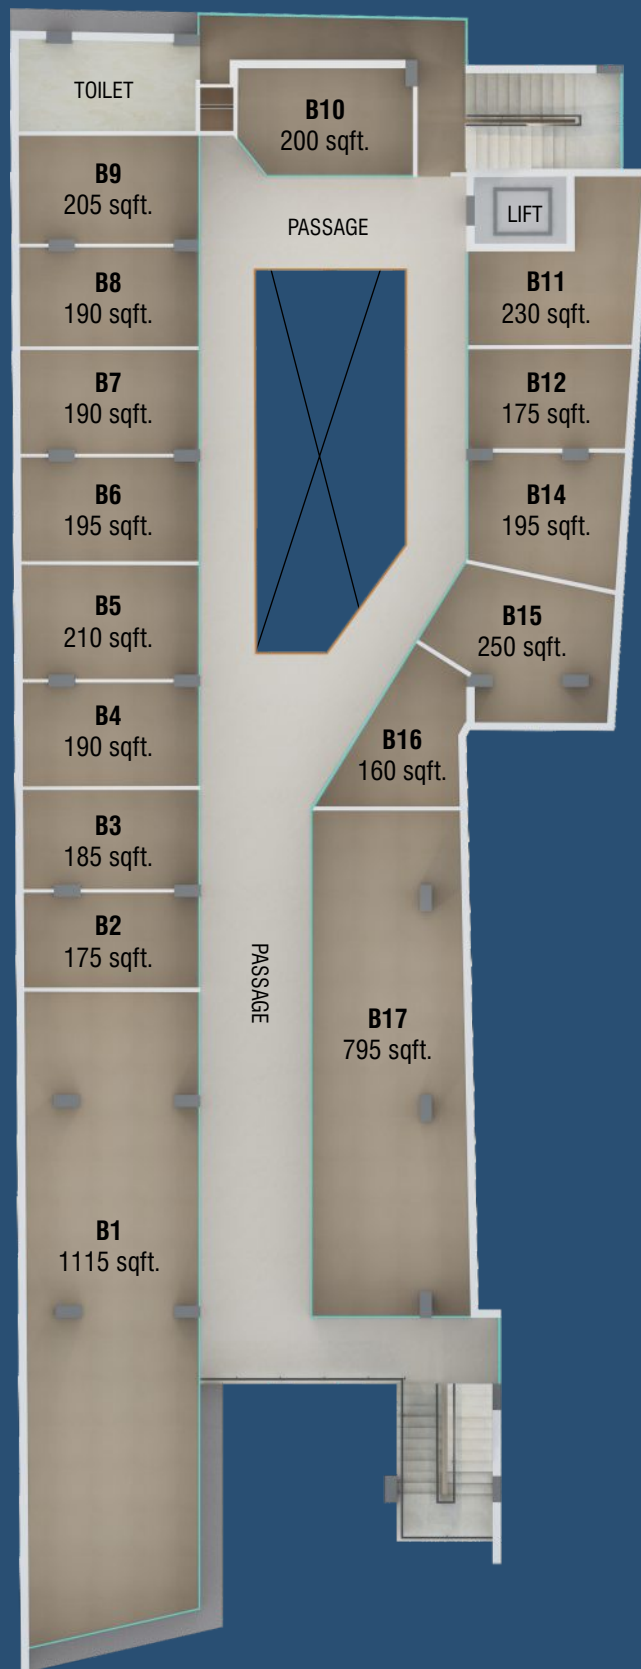 TOILET
B10
200 sqft.
B9
205 sqft.
PASSAGE
LIFT
B8
190 sqft.
B11
230 sqft.
B7
190 sqft.
B12
175 sqft.
B6
195 sqft.
B14
195 sqft.
B5
210 sqft.
B15
250 sqft.
B4
190 sqft.
B16
160 sqft.
B3
185 sqft.
B2
175 sqft.
PASSAGE
B17
795 sqft.
B1
1115 sqft.